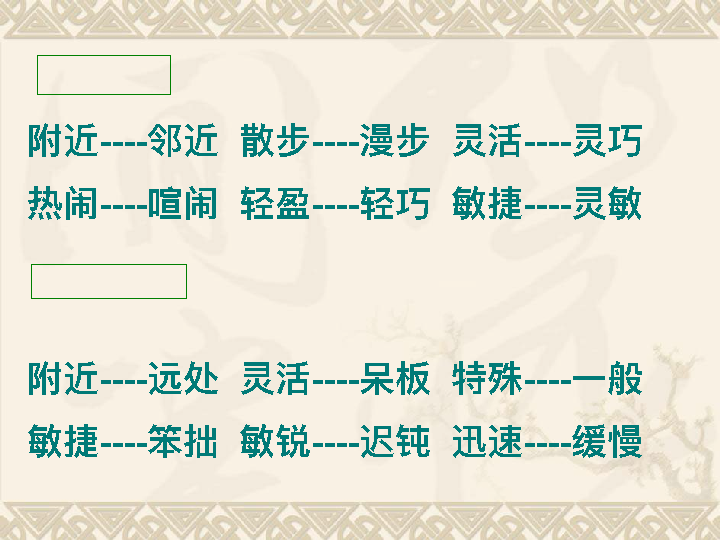 附近----邻近 散步----漫步 灵活----灵巧
热闹----喧闹 轻盈----轻巧 敏捷----灵敏
附近----远处 灵活----呆板 特殊----一般
敏捷----笨拙 敏锐----迟钝 迅速----缓慢